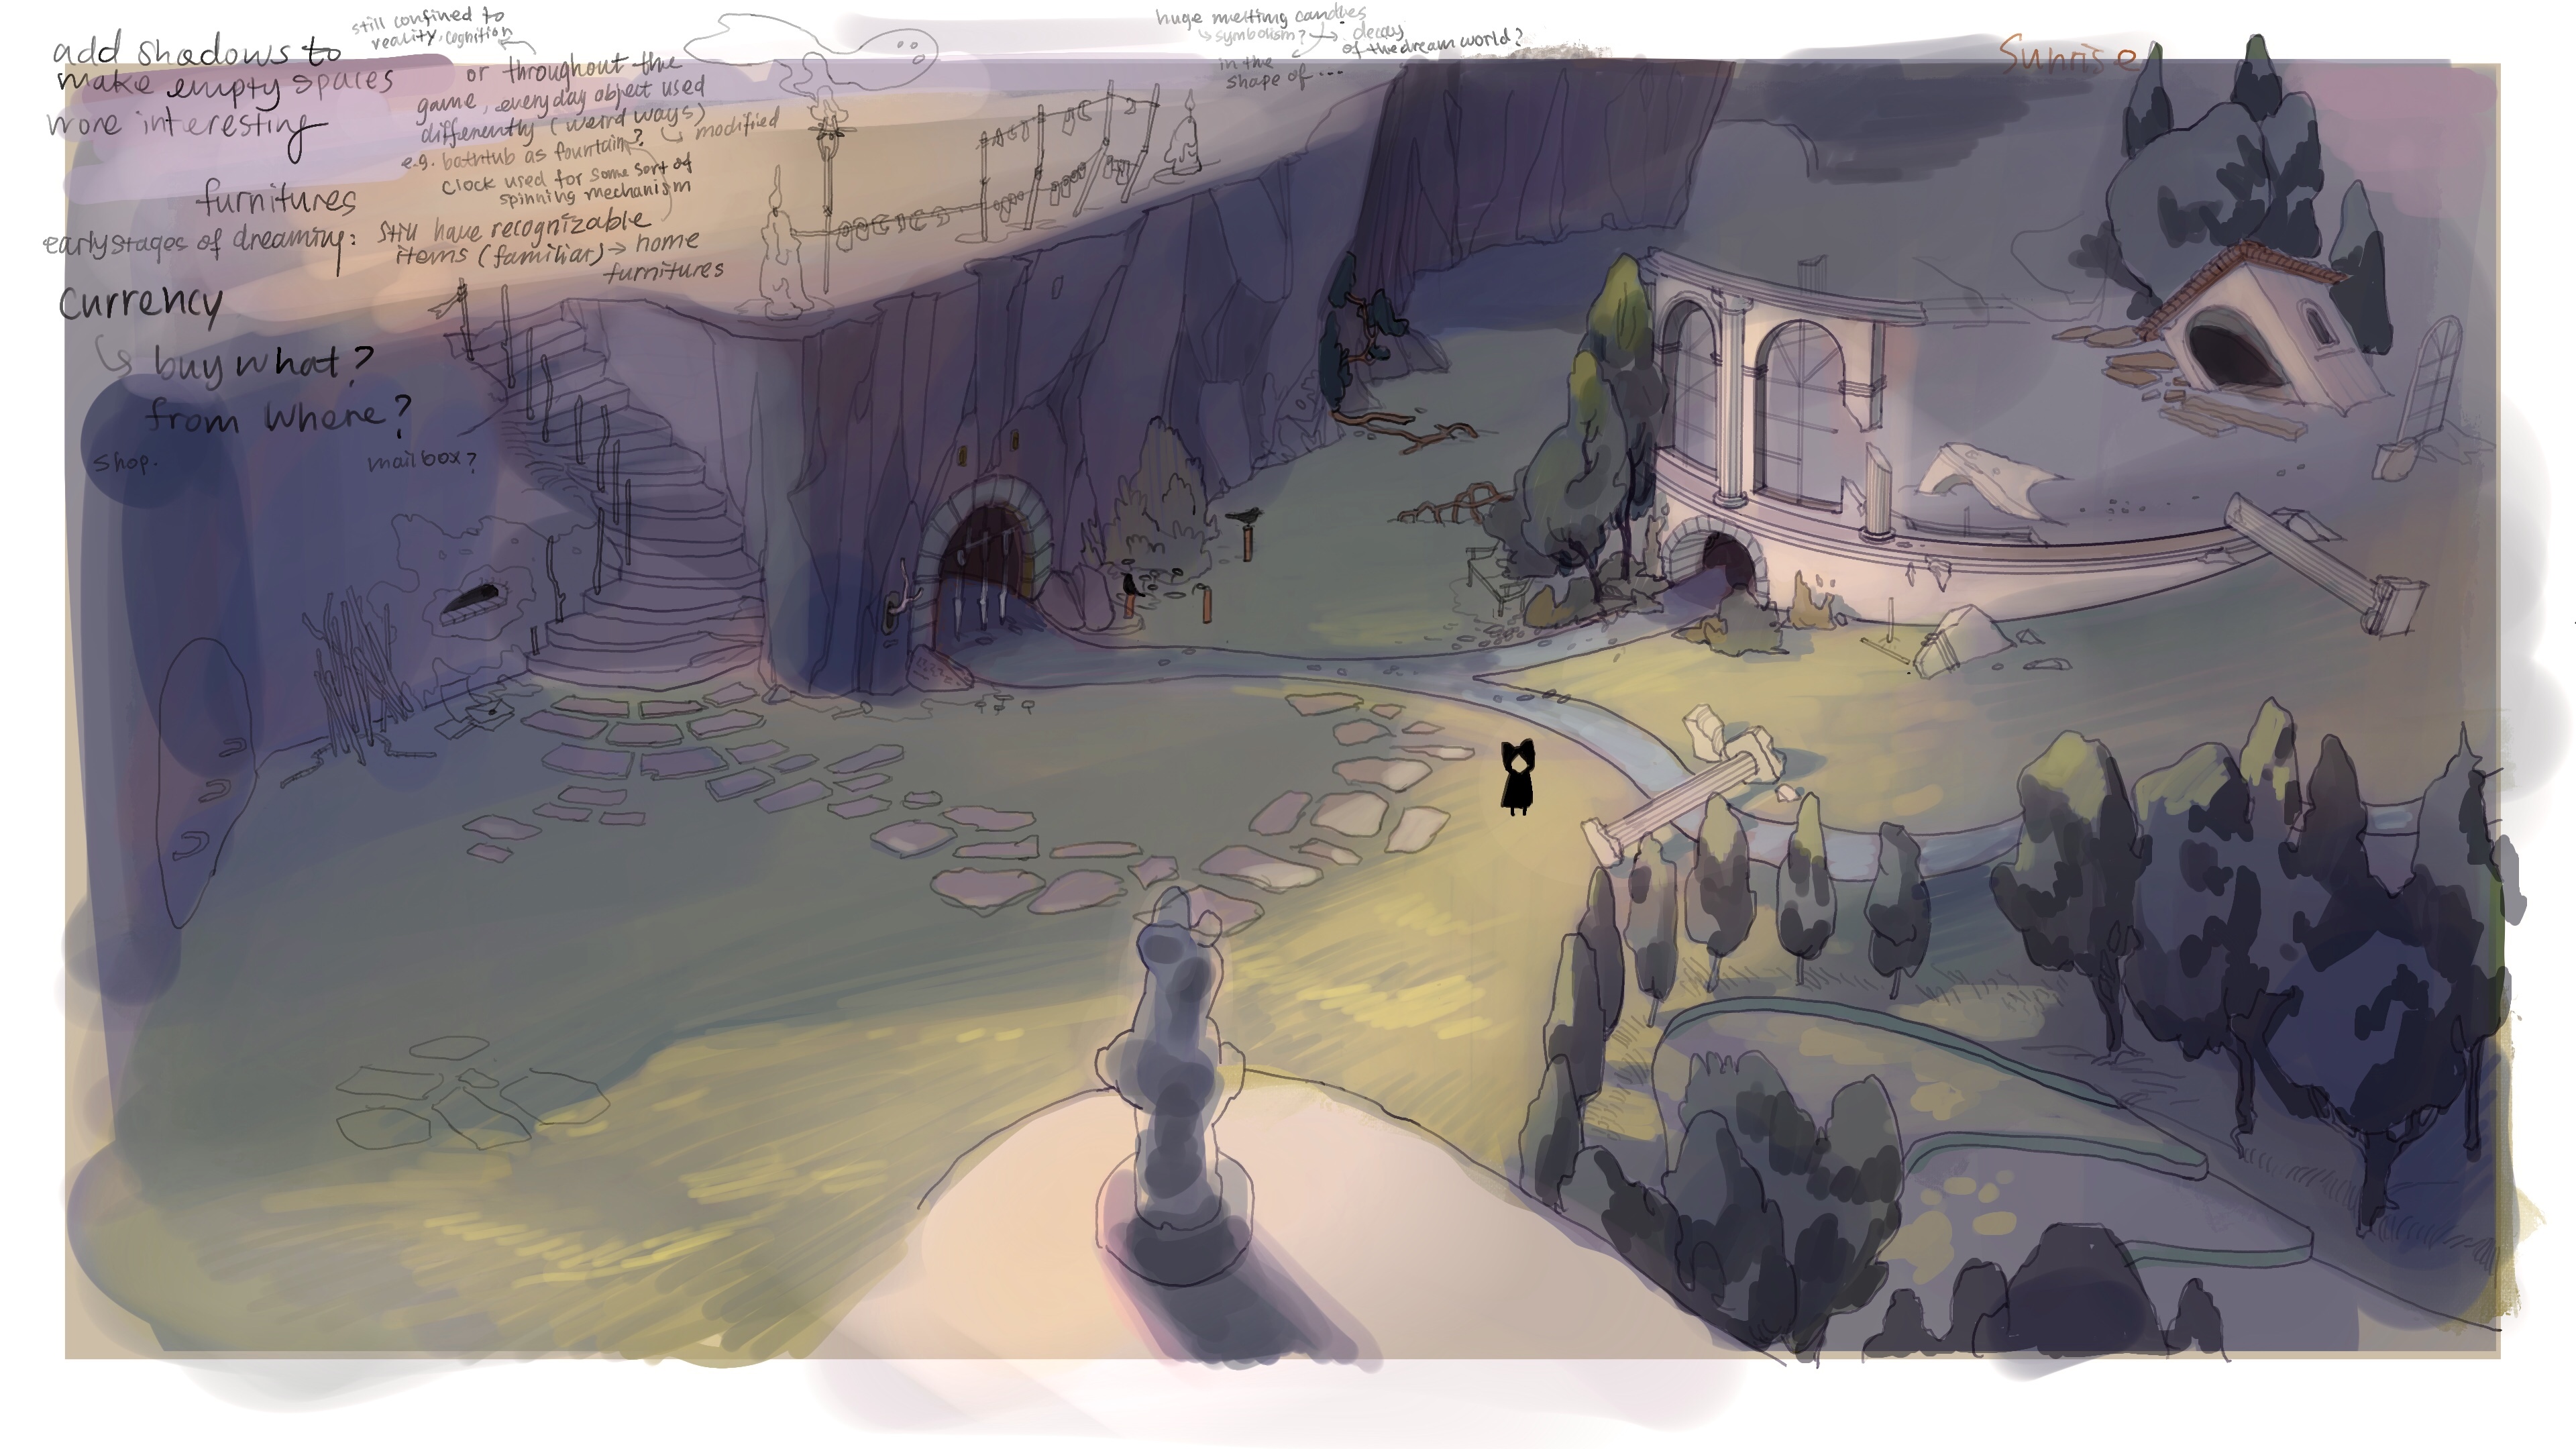 add shadows to
make empty spaces
more interesting
still confined to
reality, cognition
or throughout the
game, everyday object used
differently (weird ways)
modified
e.g. bathtub as fountain?
clock used for some sort of
spinning mechanism
furnitures
early stages of dreaming: still have recognizable
items (familiar) → home
furnitures
Currency
↳ buy what?
from where?
shop.
mailbox?
huge melting candles
↳ symbolism? → decay
of the dream world?
in the
shape of ...
Sunrise